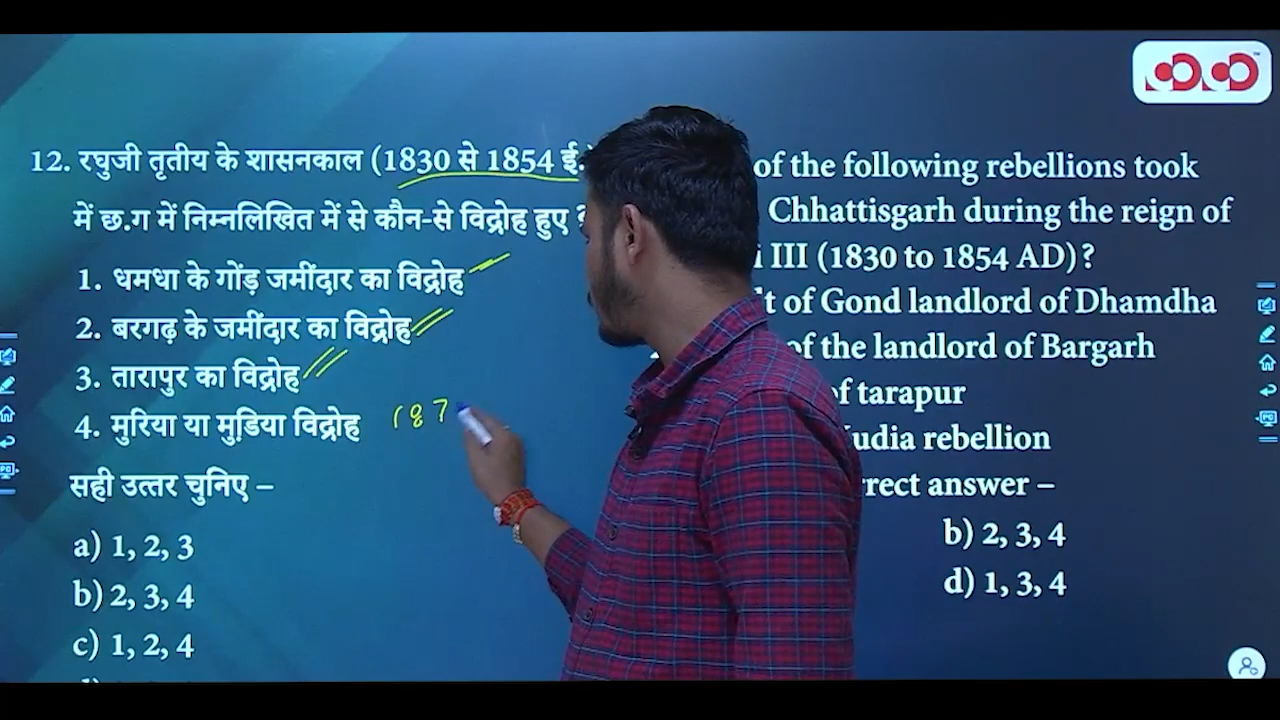 12. रघुजी तृतीय के शासनकाल (1830 से 1854 ई.
में छ.ग में निम्नलिखित में से कौन-से विद्रोह हुए ?
1. धमधा के गोंड़ जमींदार का विद्रोह
2. बरगढ़ के जमींदार का विद्रोह
3. तारापुर का विद्रोह
4. मुरिया या मुड़िया विद्रोह 187
सही उत्तर चुनिए –
a) 1, 2, 3
b) 2, 3, 4
c) 1, 2, 4
of the following rebellions took
Chhattisgarh during the reign of
III (1830 to 1854 AD)?
of Gond landlord of Dhamdha
of the landlord of Bargarh
of tarapur
rebellion
answer –
b) 2, 3, 4
d) 1, 3, 4